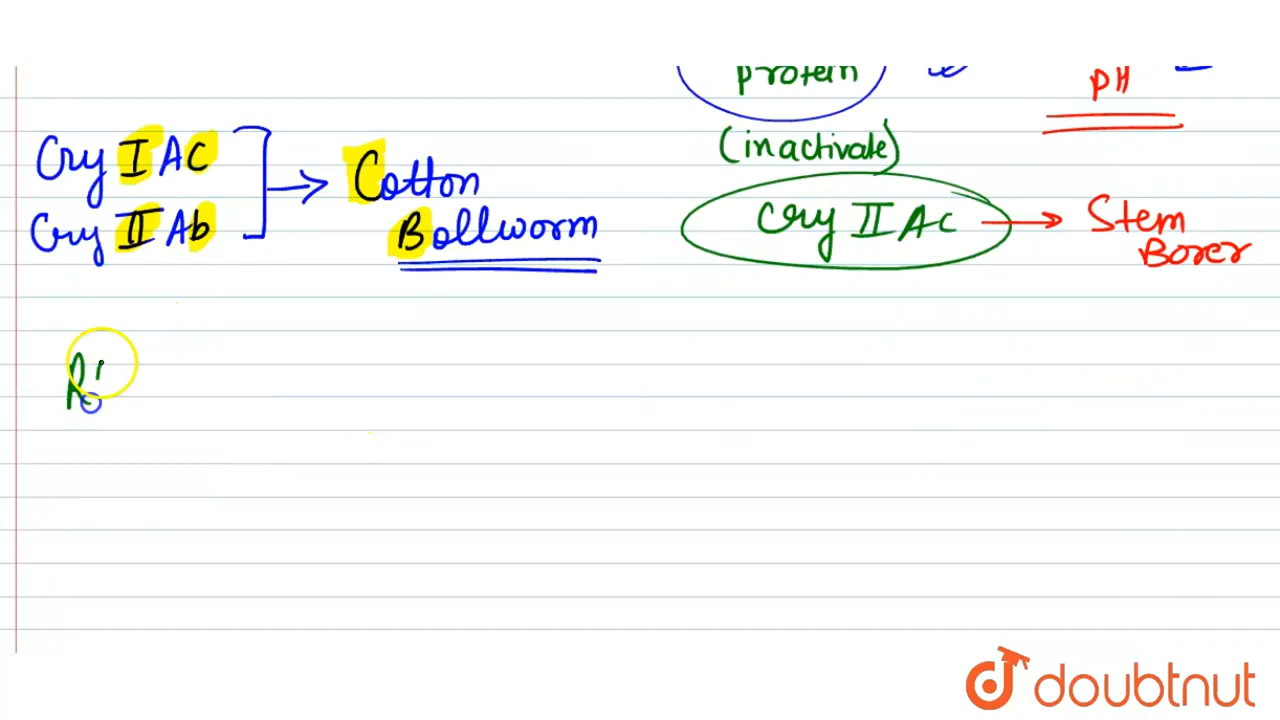 protein
PH
(inactivate)
Cry I AC
Cry II Ab
Cotton
Bollworm
Cry II Ac
Stem
Borer
doubtnut